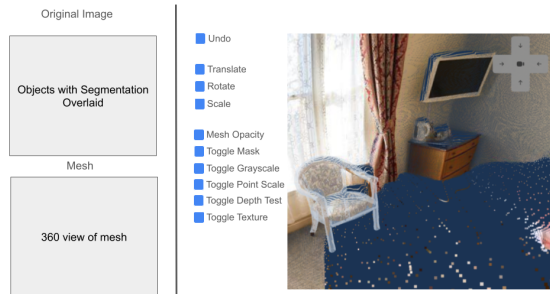 Original Image
Objects with Segmentation
Overlaid
Mesh
360 view of mesh
Undo
Translate
Rotate
Scale
Mesh Opacity
Toggle Mask
Toggle Grayscale
Toggle Point Scale
Toggle Depth Test
Toggle Texture